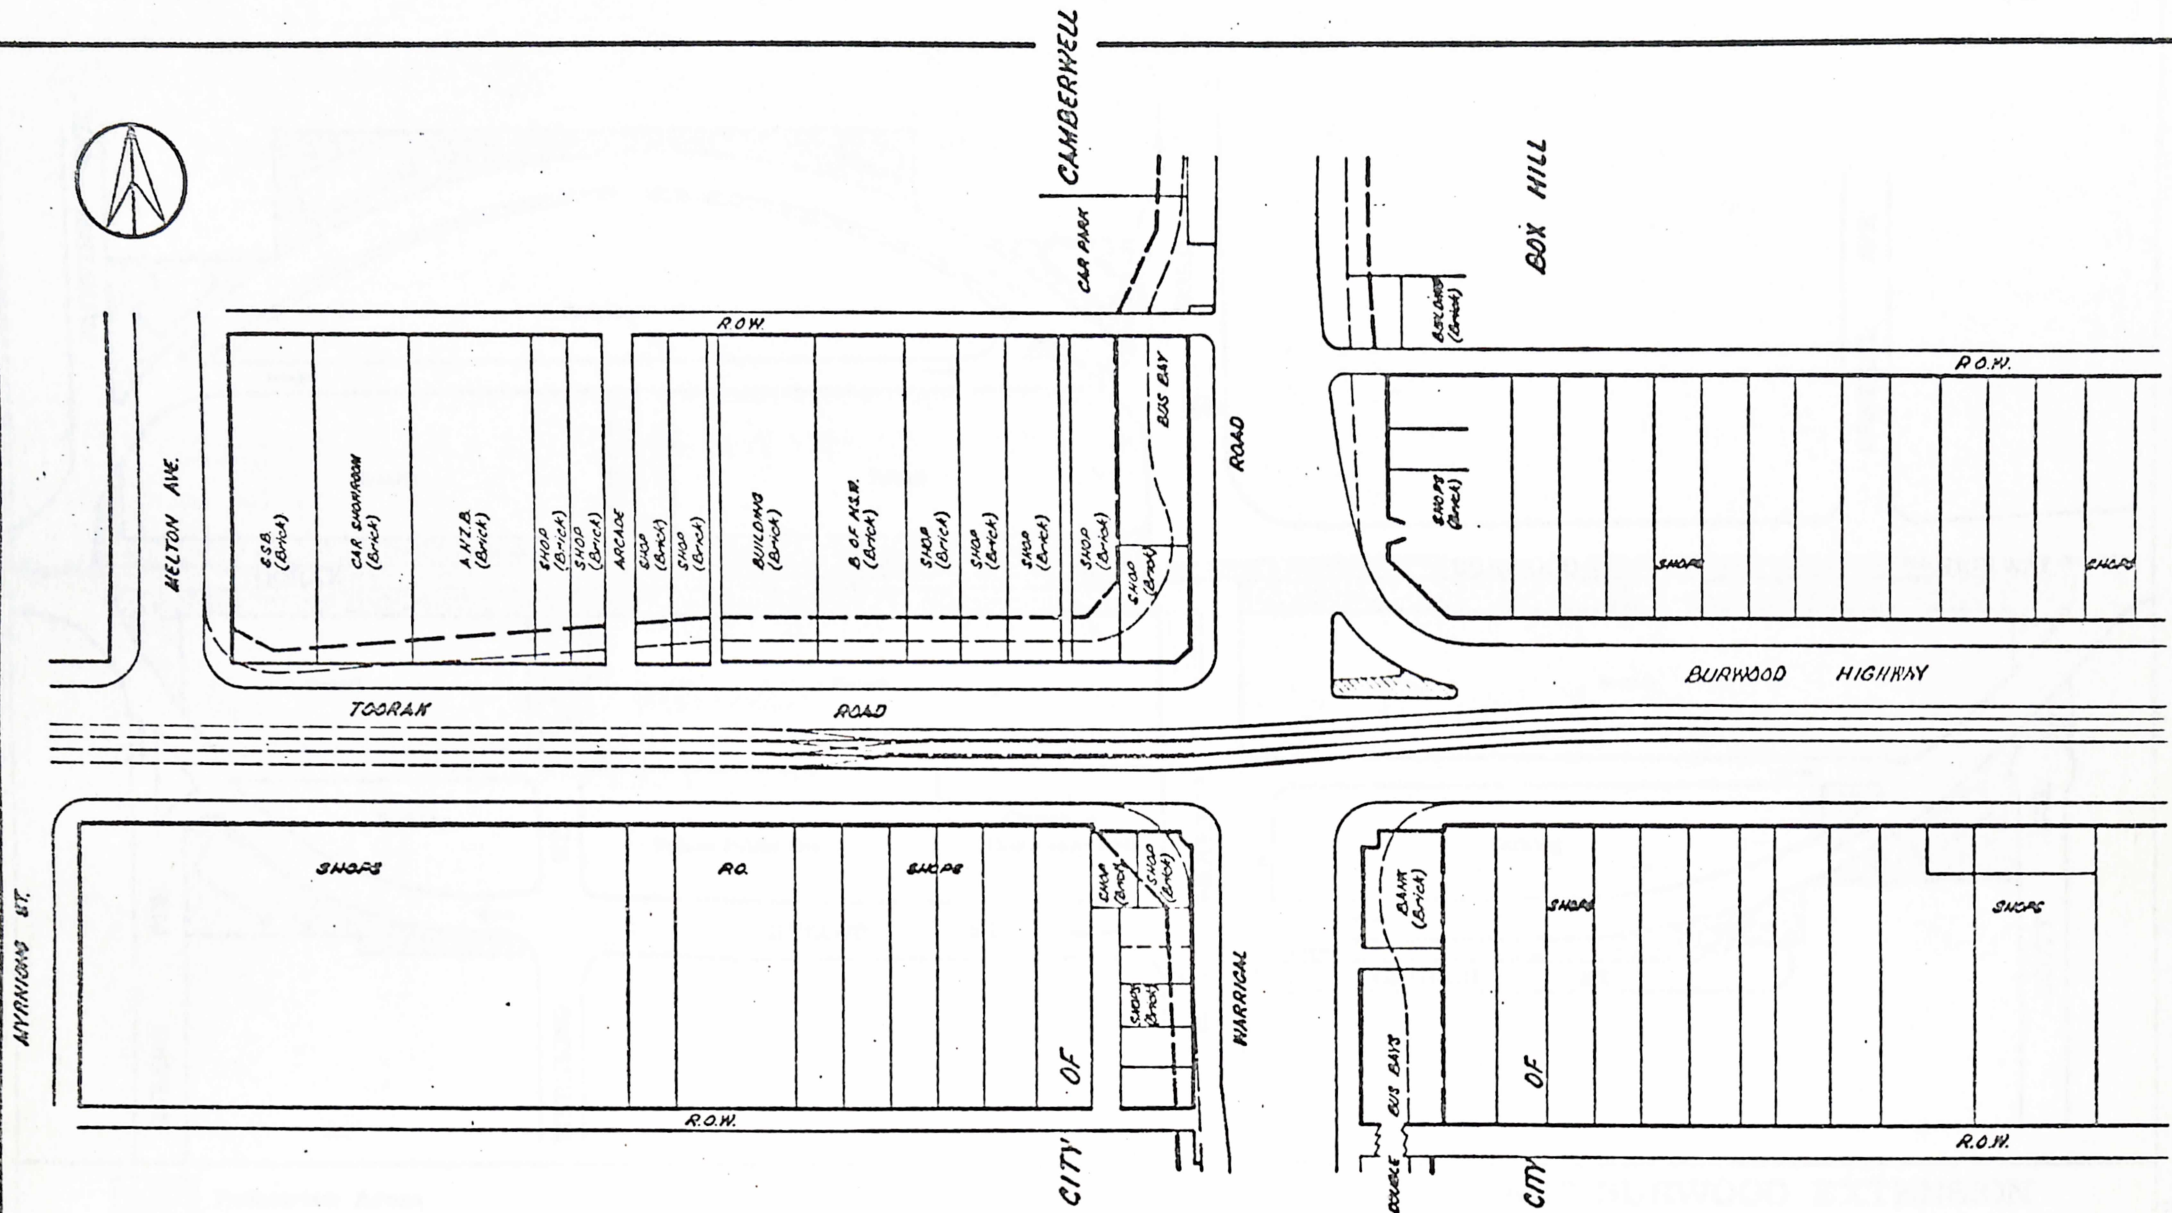 CAMBERWELL
BOX HILL
CAR PARK
R.O.W.
R.O.W.
BUS BAY
ROAD
(Brick)
MELTON AVE.
S.S.B.
(Brick)
CAR SHOWROOM
(Brick)
A.N.Z.B.
(Brick)
SHOP
(Brick)
SHOP
(Brick)
ARCADE
SHOP
(Brick)
SHOP
(Brick)
BUILDING
(Brick)
B. OF N.S.W.
(Brick)
SHOP
(Brick)
SHOP
(Brick)
SHOP
(Brick)
SHOP
(Brick)
SHOP
(Brick)
SHOPS
(Brick)
SHOPS
SHOPS
BURWOOD HIGHWAY
TOORAK ROAD
SHOPS
P.O.
SHOPS
SHOP
(Brick)
SHOP
(Brick)
BANK
(Brick)
SHOPS
SHOPS
SHOPS
(Brick)
WARRIGAL
DOUBLE BUS BAYS
CITY OF
CITY OF
R.O.W.
R.O.W.